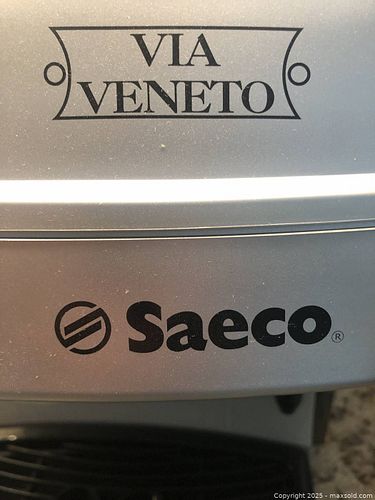 VIA
VENETO
Saeco®
Copyright 2025 - maxsold.com